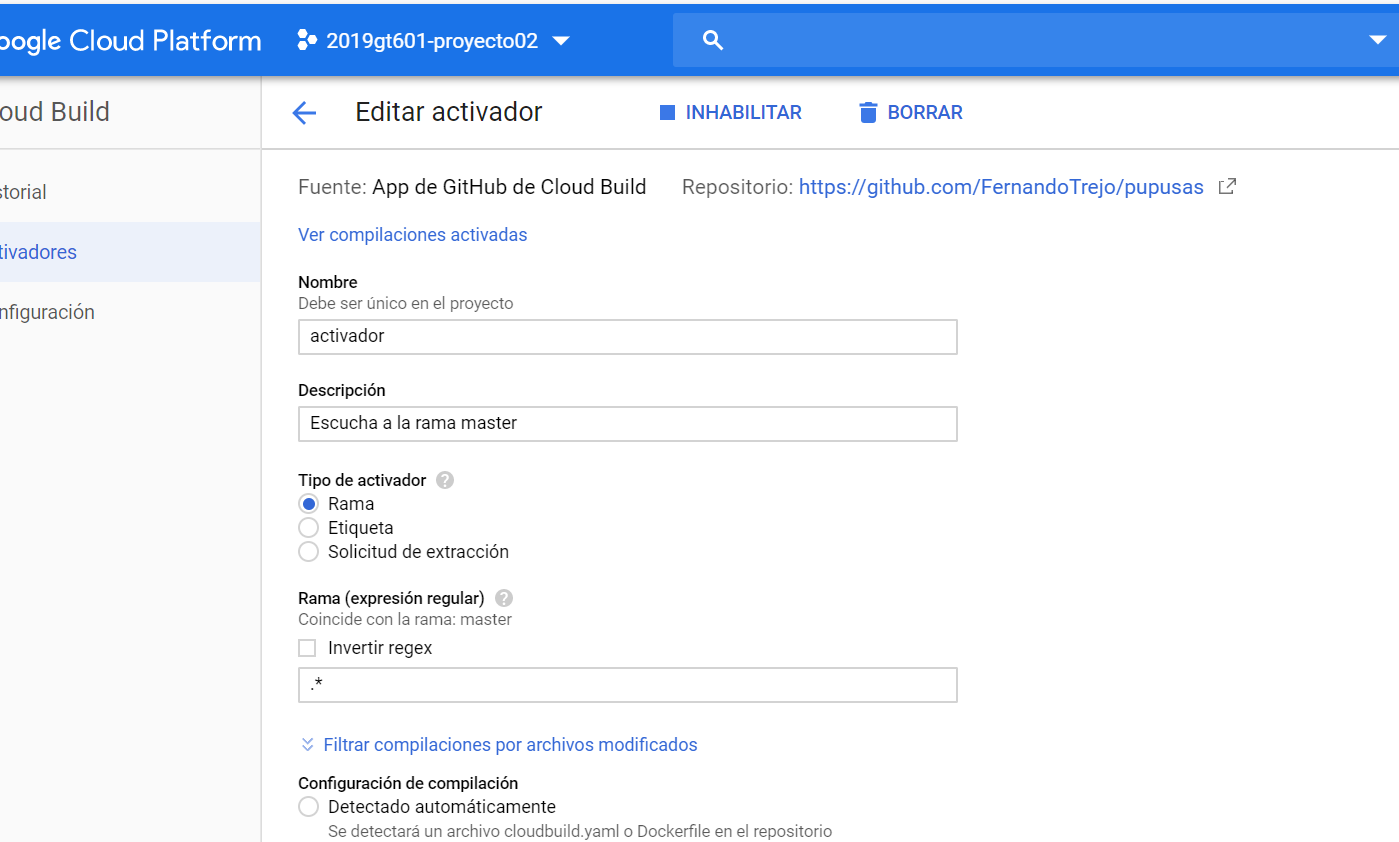 oogle Cloud Platform 2019gt601-proyecto02
oud Build
Editar activador INHABILITAR BORRAR
storial
tivadores
nfiguración
Fuente: App de GitHub de Cloud Build Repositorio: https://github.com/FernandoTrejo/pupusas
Ver compilaciones activadas
Nombre
Debe ser único en el proyecto
activador
Descripción
Escucha a la rama master
Tipo de activador ?
Rama
Etiqueta
Solicitud de extracción
Rama (expresión regular) ?
Coincide con la rama: master
Invertir regex
.*
Filtrar compilaciones por archivos modificados
Configuración de compilación
Detectado automáticamente
Se detectará un archivo cloudbuild.yaml o Dockerfile en el repositorio